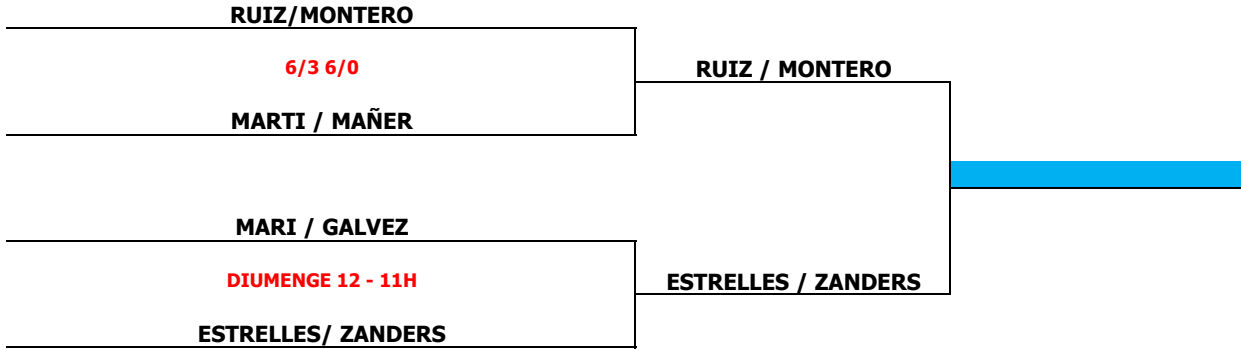 RUIZ/MONTERO
6/3 6/0
RUIZ / MONTERO
MARTI / MAÑER
MARI / GALVEZ
DIUMENGE 12 - 11H
ESTRELLES / ZANDERS
ESTRELLES/ ZANDERS